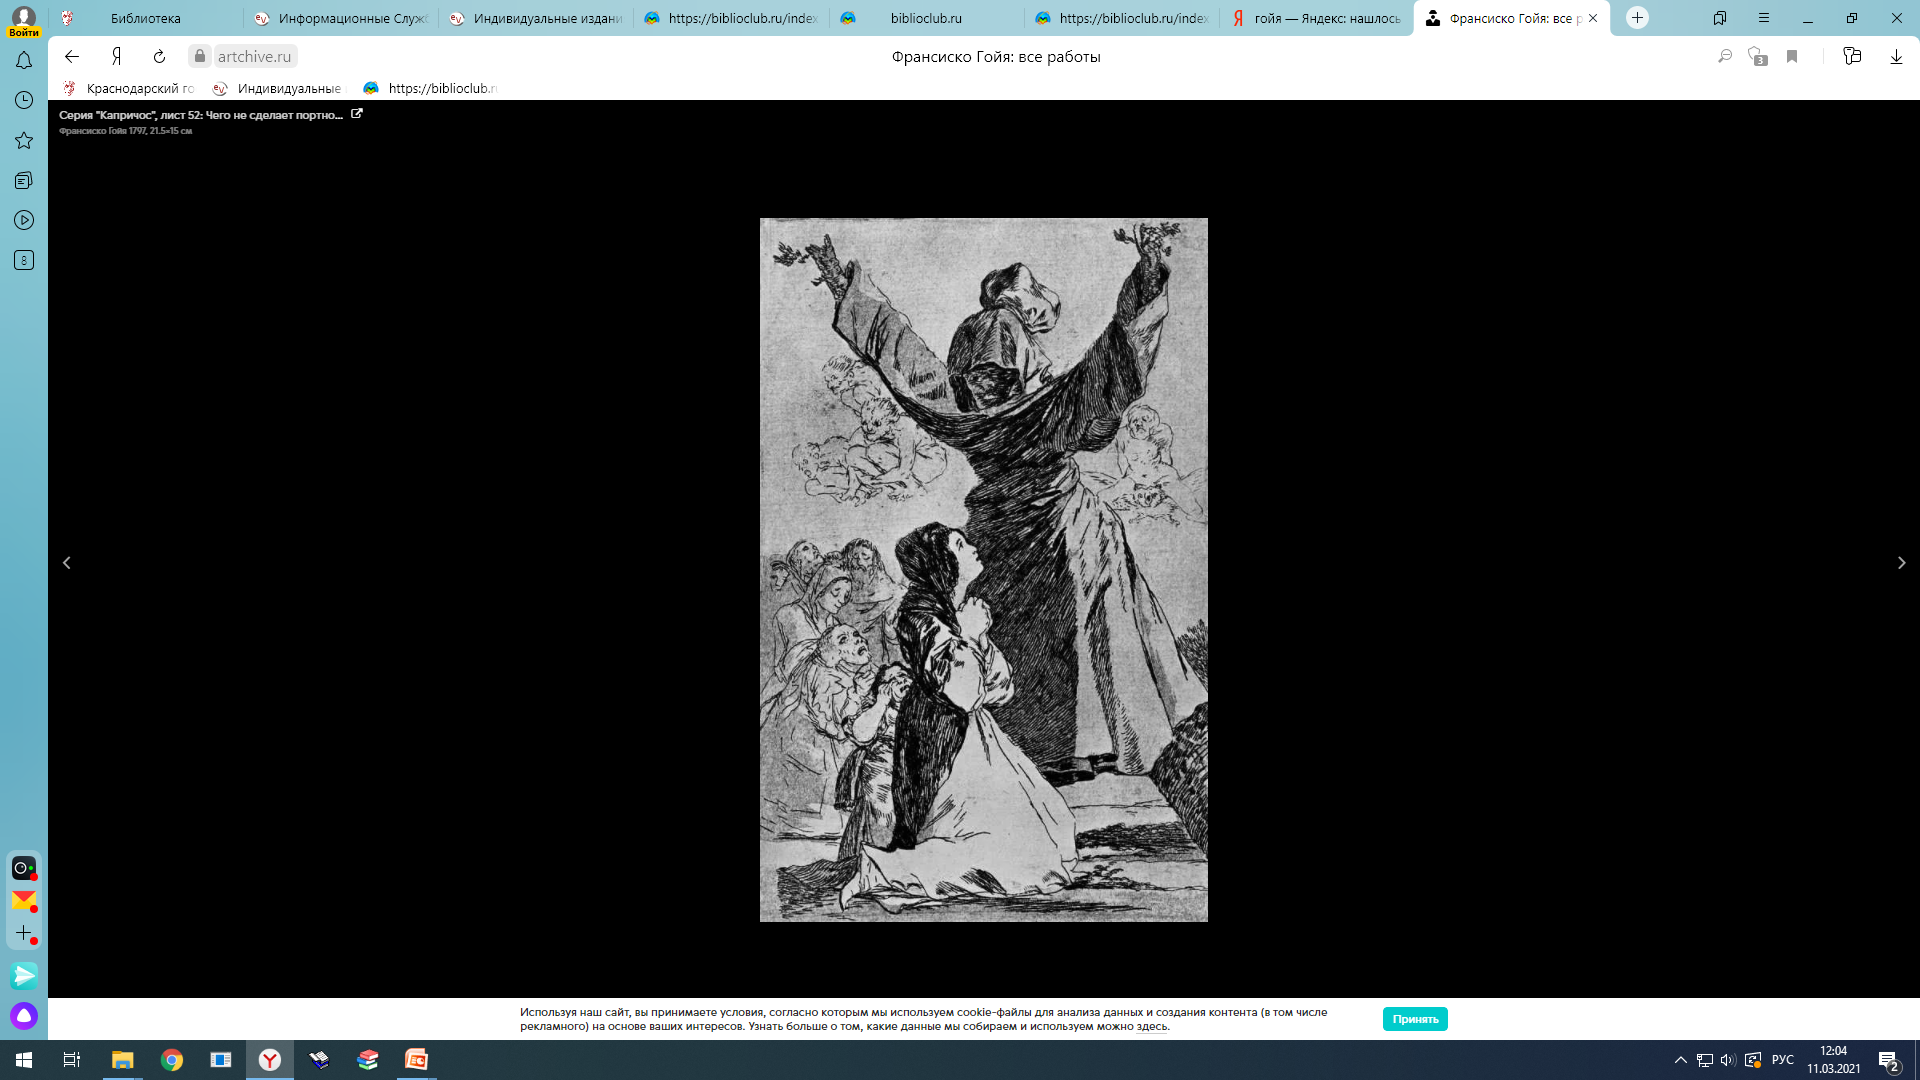 Войти
Библиотека
Информационные Служ
Индивидуальные издани
https://biblioclub.ru/index
biblioclub.ru
https://biblioclub.ru/index
гойя — Яндекс: нашлось
Франсиско Гойя: все р
artchive.ru
Франсиско Гойя: все работы
3
Краснодарский го
Индивидуальные
https://biblioclub.r
Серия "Капричос", лист 52: Чего не сделает портно...
Франсиско Гойя 1797, 21.5×15 см
8
Используя наш сайт, вы принимаете условия, согласно которым мы используем cookie-файлы для анализа данных и создания контента (в том числе
рекламного) на основе ваших интересов. Узнать больше о том, какие данные мы собираем и используем можно здесь.
Принять
РУС
12:04
11.03.2021
2